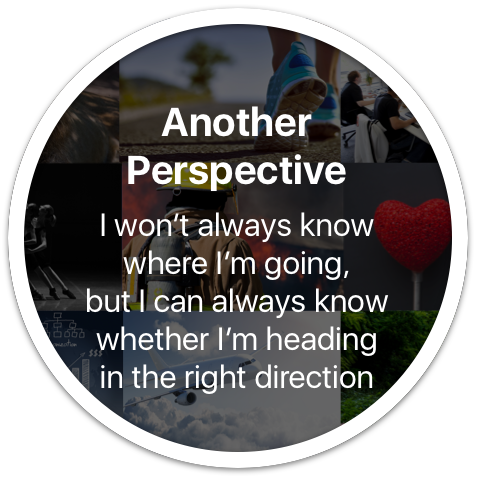 Another
Perspective
I won't always know
where I'm going,
but I can always know
whether I'm heading
in the right direction